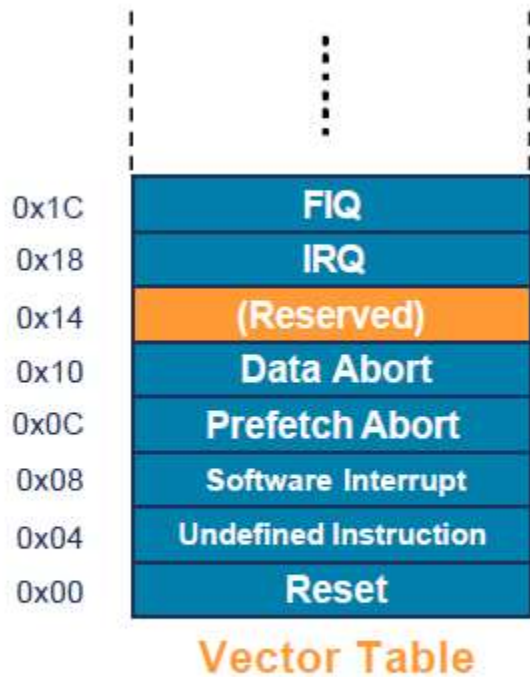 0x1C FIQ
0x18 IRQ
0x14 (Reserved)
0x10 Data Abort
0x0C Prefetch Abort
0x08 Software Interrupt
0x04 Undefined Instruction
0x00 Reset
Vector Table